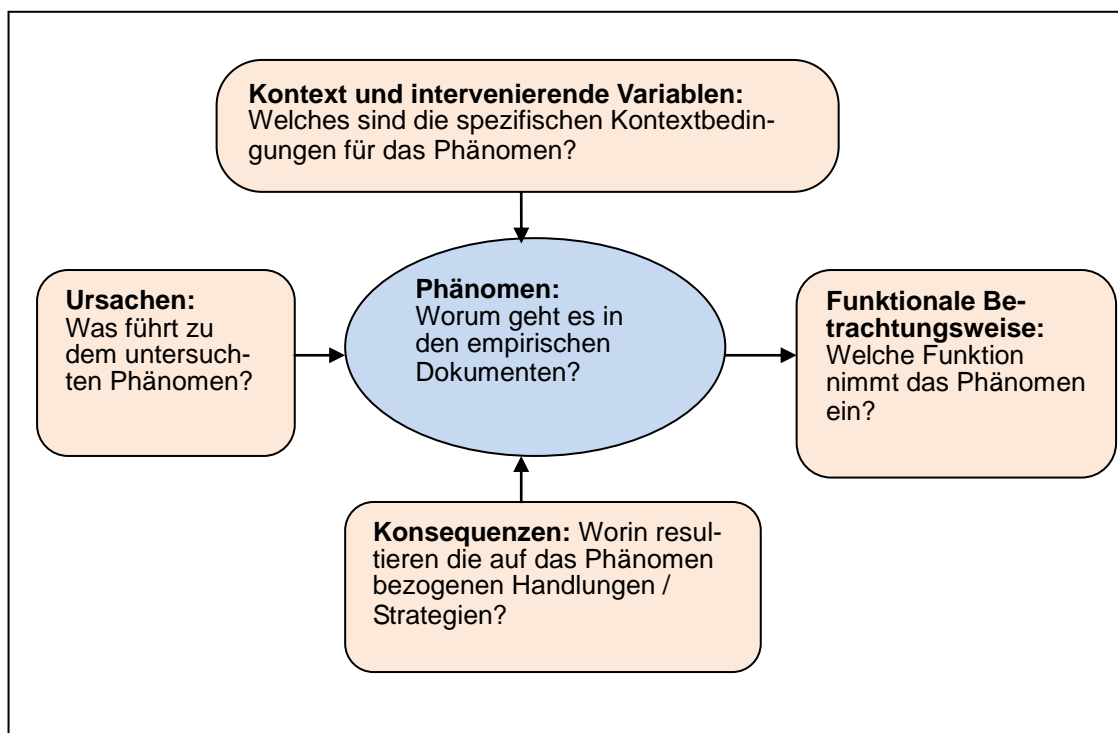 Kontext und intervenierende Variablen:
Welches sind die spezifischen Kontextbedin-
gungen für das Phänomen?
Ursachen:
Was führt zu
dem untersuch-
ten Phänomen?
Phänomen:
Worum geht es in
den empirischen
Dokumenten?
Funktionale Be-
trachtungsweise:
Welche Funktion
nimmt das Phänomen
ein?
Konsequenzen: Worin resul-
tieren die auf das Phänomen
bezogenen Handlungen /
Strategien?